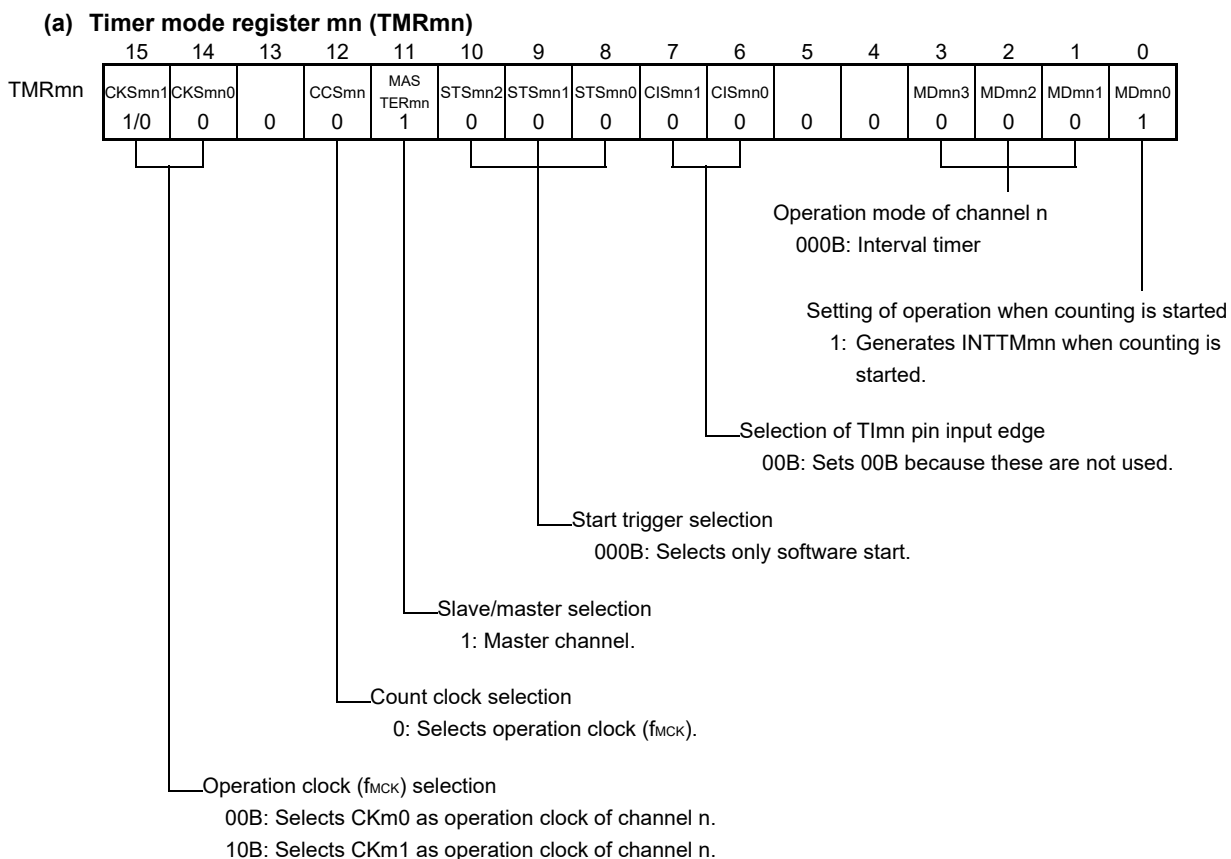 (a) Timer mode register mn (TMRmn)
15 14 13 12 11 10 9 8 7 6 5 4 3 2 1 0
TMRmn CKSmn1 CKSmn0 CCSmn MAS TERmn STSmn2 STSmn1 STSmn0 CISmn1 CISmn0 MDmn3 MDmn2 MDmn1 MDmn0
1/0 0 0 0 1 0 0 0 0 0 0 0 0 0 0 1
Operation mode of channel n
000B: Interval timer
Setting of operation when counting is started
1: Generates INTTMmn when counting is
started.
Selection of TImn pin input edge
00B: Sets 00B because these are not used.
Start trigger selection
000B: Selects only software start.
Slave/master selection
1: Master channel.
Count clock selection
0: Selects operation clock (fMCK).
Operation clock (fMCK) selection
00B: Selects CKm0 as operation clock of channel n.
10B: Selects CKm1 as operation clock of channel n.